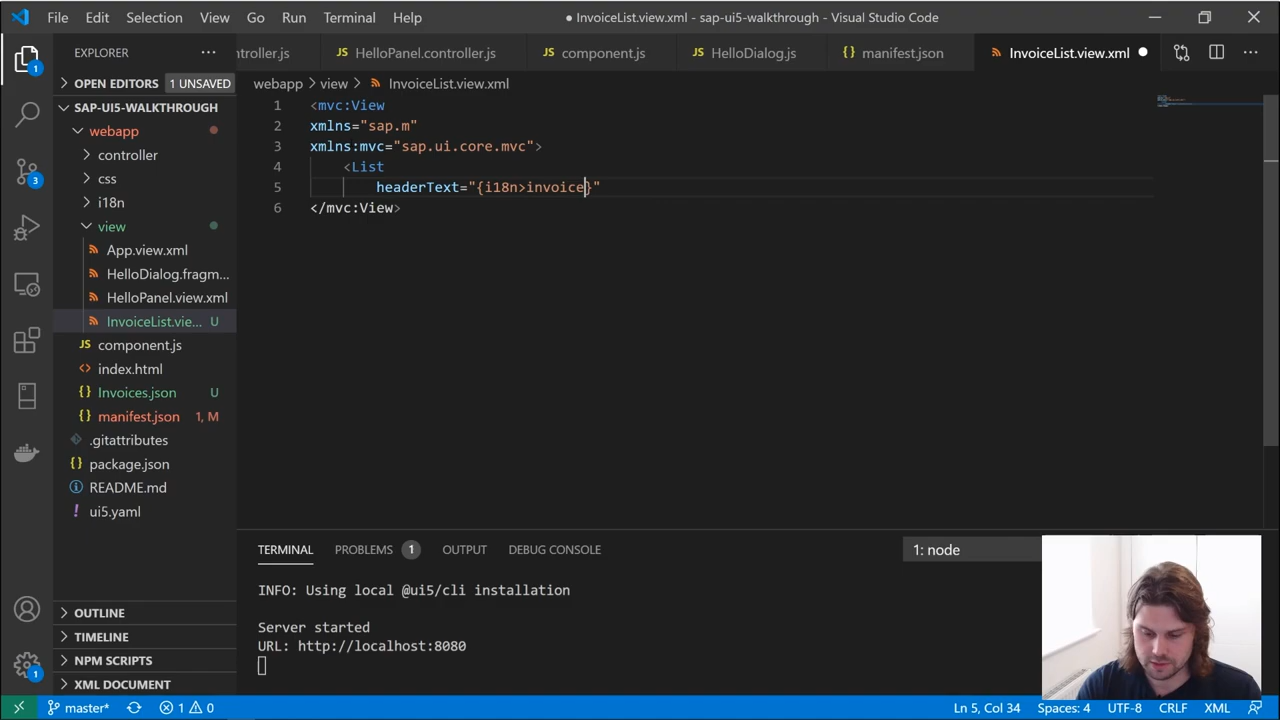 File Edit Selection View Go Run Terminal Help
● InvoiceList.view.xml - sap-ui5-walkthrough - Visual Studio Code
EXPLORER
ntroller.js
HelloPanel.controller.js
component.js
HelloDialog.js
manifest.json
InvoiceList.view.xml
OPEN EDITORS 1 UNSAVED
SAP-UI5-WALKTHROUGH
webapp
controller
css
i18n
view
App.view.xml
HelloDialog.fragm...
HelloPanel.view.xml
InvoiceList.vie... U
component.js
index.html
Invoices.json U
manifest.json 1, M
.gitattributes
package.json
README.md
ui5.yaml
OUTLINE
TIMELINE
NPM SCRIPTS
XML DOCUMENT
1
3
1
webapp > view > InvoiceList.view.xml
1 <mvc:View
2 xmlns="sap.m"
3 xmlns:mvc="sap.ui.core.mvc">
4 <List
5 headerText="{i18n>invoice}"
6 </mvc:View>
TERMINAL PROBLEMS 1 OUTPUT DEBUG CONSOLE
1: node
INFO: Using local @ui5/cli installation
Server started
URL: http://localhost:8080
master* 1 0 Ln 5, Col 34 Spaces: 4 UTF-8 CRLF XML